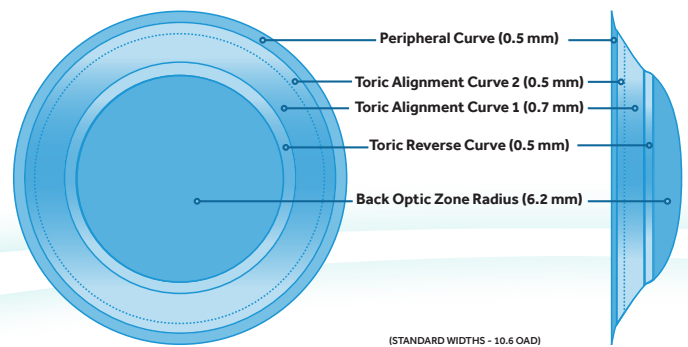 Peripheral Curve (0.5 mm)
Toric Alignment Curve 2 (0.5 mm)
Toric Alignment Curve 1 (0.7 mm)
Toric Reverse Curve (0.5 mm)
Back Optic Zone Radius (6.2 mm)
(STANDARD WIDTHS - 10.6 OAD)